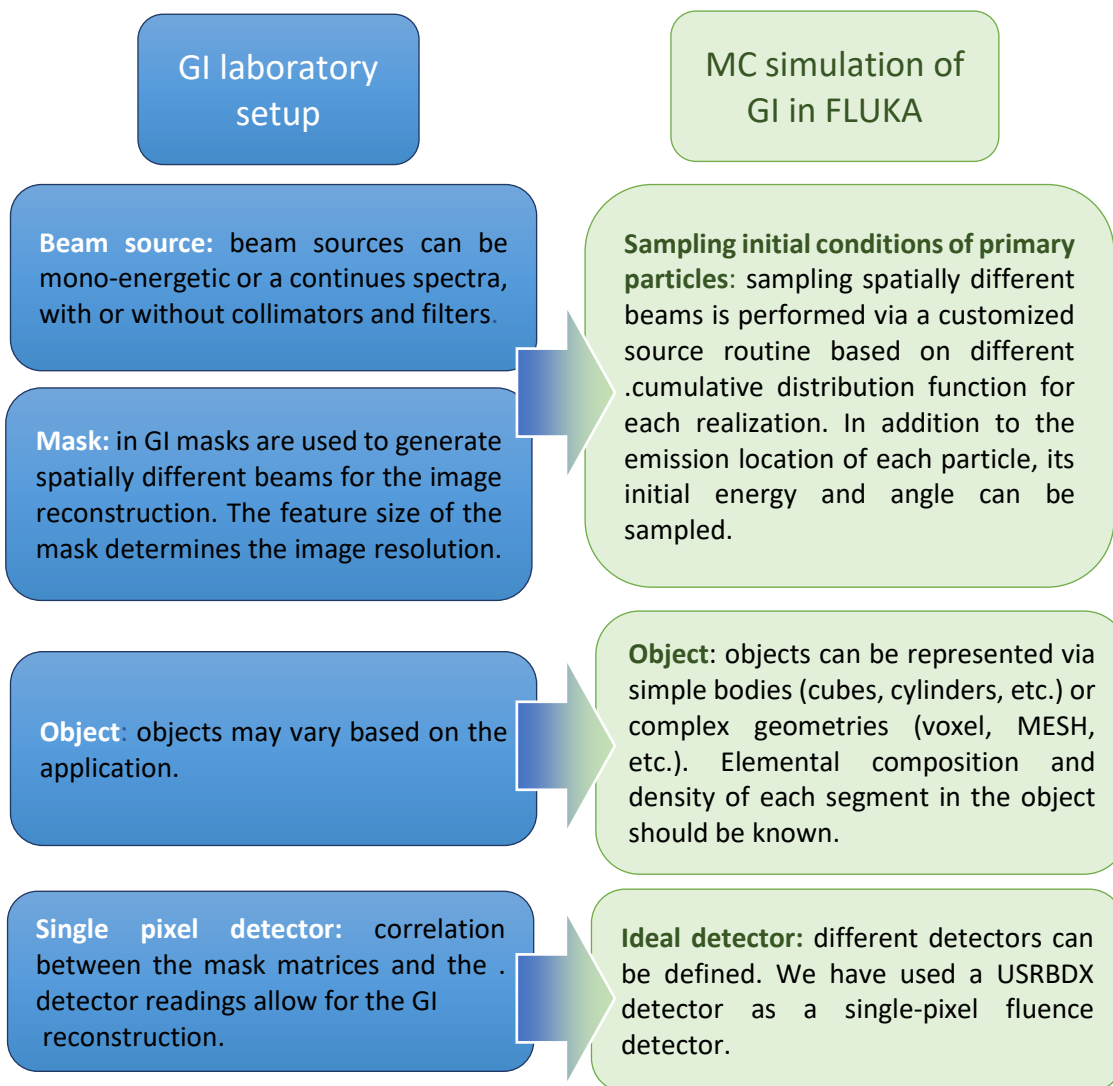 GI laboratory
setup
MC simulation of
GI in FLUKA
Beam source: beam sources can be
mono-energetic or a continues spectra,
with or without collimators and filters.
Mask: in GI masks are used to generate
spatially different beams for the image
reconstruction. The feature size of the
mask determines the image resolution.
Sampling initial conditions of primary
particles: sampling spatially different
beams is performed via a customized
source routine based on different
.cumulative distribution function for
each realization. In addition to the
emission location of each particle, its
initial energy and angle can be
sampled.
Object: objects may vary based on the
application.
Object: objects can be represented via
simple bodies (cubes, cylinders, etc.) or
complex geometries (voxel, MESH,
etc.). Elemental composition and
density of each segment in the object
should be known.
Single pixel detector: correlation
between the mask matrices and the .
detector readings allow for the GI
reconstruction.
Ideal detector: different detectors can
be defined. We have used a USRBDX
detector as a single-pixel fluence
detector.